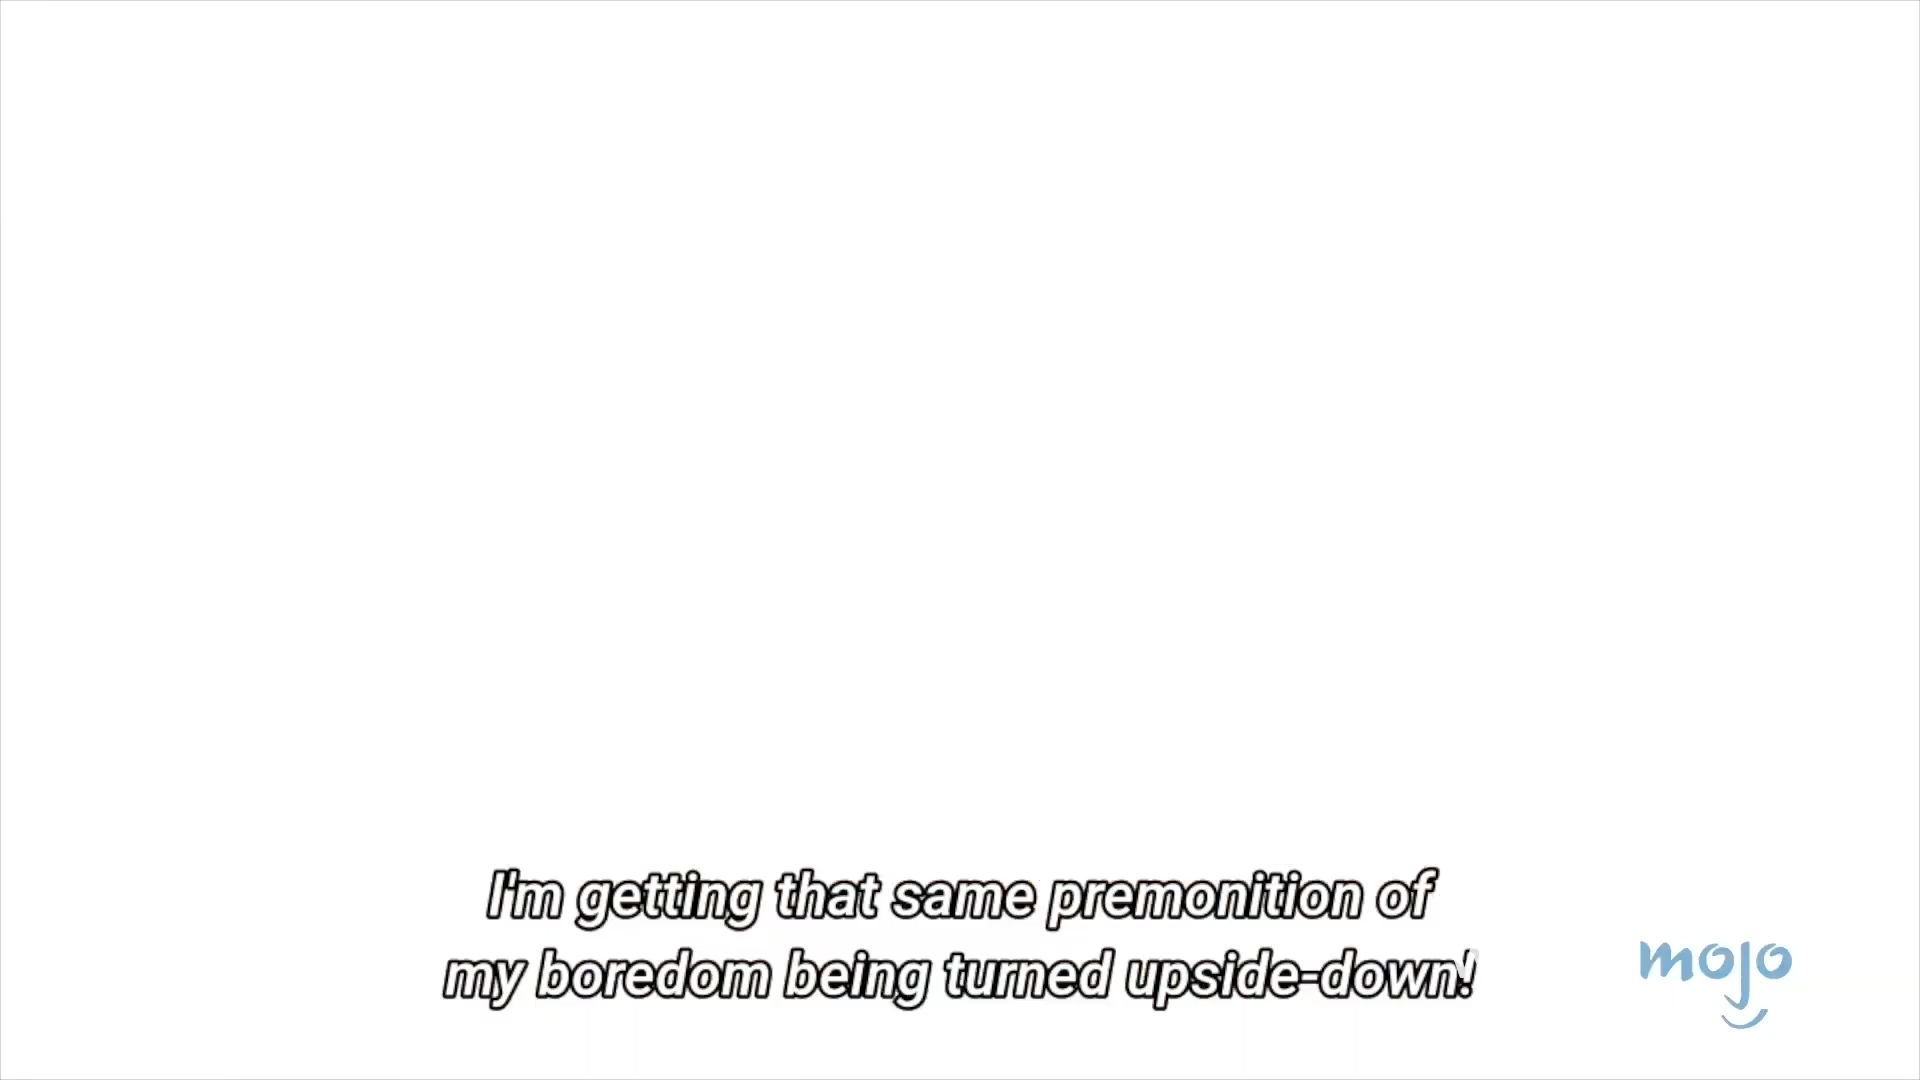 I'm getting that same premonition of
my boredom being turned upside-down!
mojo